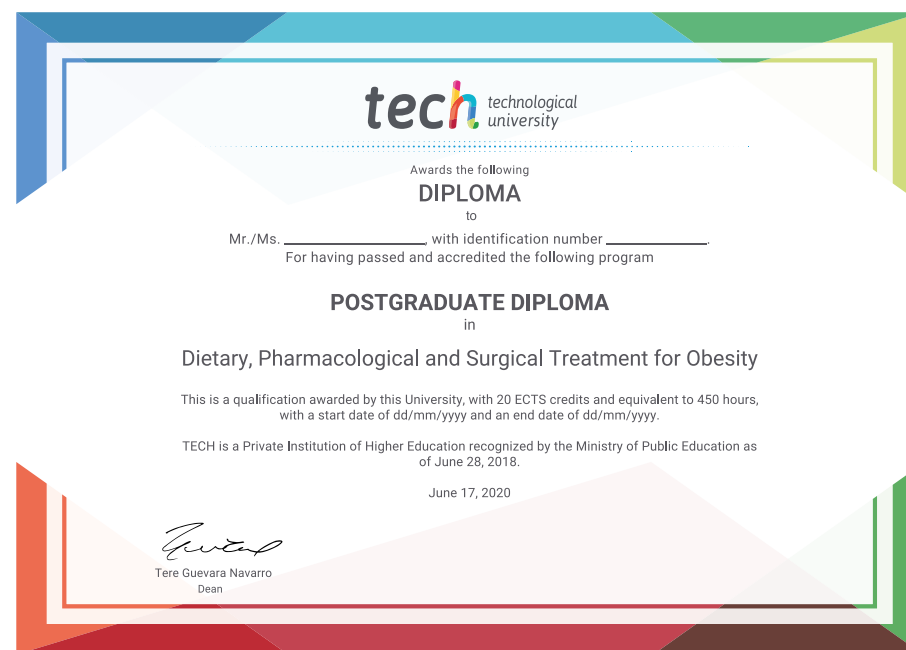 tech technological
university
Awards the following
DIPLOMA
to
Mr./Ms. ______________, with identification number ______________.
For having passed and accredited the following program
POSTGRADUATE DIPLOMA
in
Dietary, Pharmacological and Surgical Treatment for Obesity
This is a qualification awarded by this University, with 20 ECTS credits and equivalent to 450 hours,
with a start date of dd/mm/yyyy and an end date of dd/mm/yyyy.
TECH is a Private Institution of Higher Education recognized by the Ministry of Public Education as
of June 28, 2018.
June 17, 2020
Tere Guevara Navarro
Dean